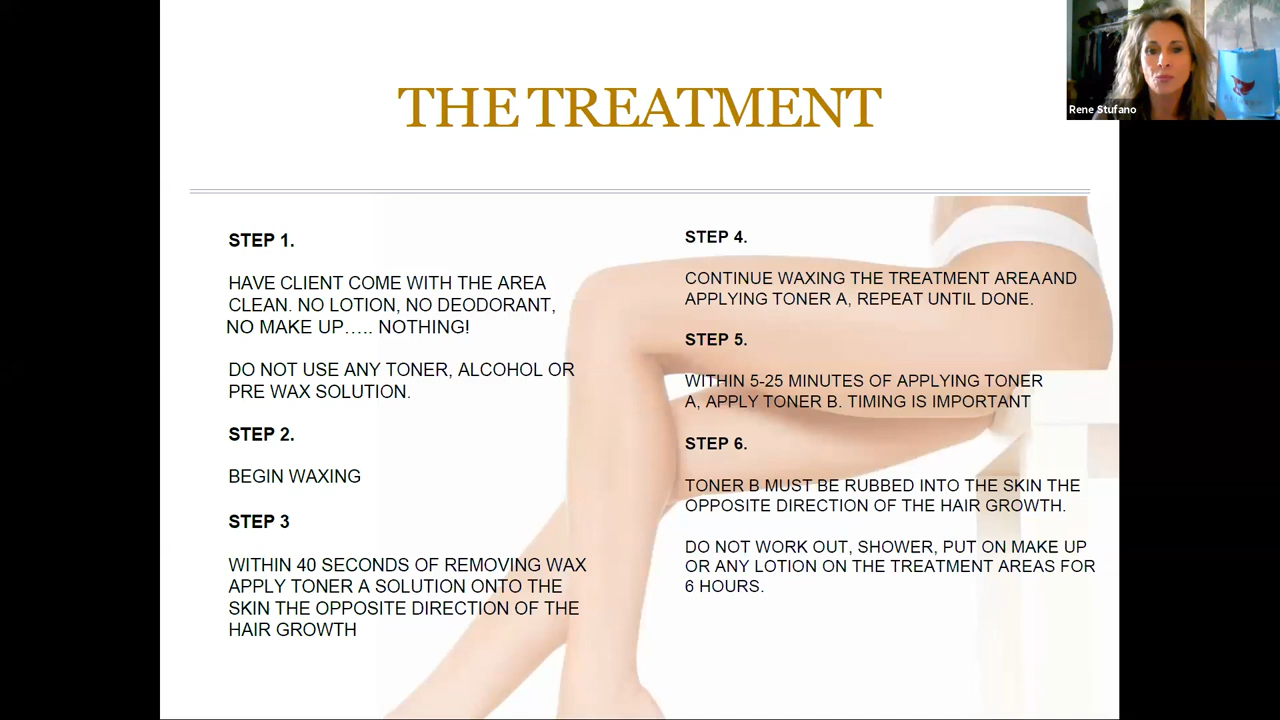 THE TREATMENT
Rene Stufano
STEP 1.
HAVE CLIENT COME WITH THE AREA
CLEAN. NO LOTION, NO DEODORANT,
NO MAKE UP..... NOTHING!
DO NOT USE ANY TONER, ALCOHOL OR
PRE WAX SOLUTION.
STEP 2.
BEGIN WAXING
STEP 3
WITHIN 40 SECONDS OF REMOVING WAX
APPLY TONER A SOLUTION ONTO THE
SKIN THE OPPOSITE DIRECTION OF THE
HAIR GROWTH
STEP 4.
CONTINUE WAXING THE TREATMENT AREA AND
APPLYING TONER A, REPEAT UNTIL DONE.
STEP 5.
WITHIN 5-25 MINUTES OF APPLYING TONER
A, APPLY TONER B. TIMING IS IMPORTANT
STEP 6.
TONER B MUST BE RUBBED INTO THE SKIN THE
OPPOSITE DIRECTION OF THE HAIR GROWTH.
DO NOT WORK OUT, SHOWER, PUT ON MAKE UP
OR ANY LOTION ON THE TREATMENT AREAS FOR
6 HOURS.